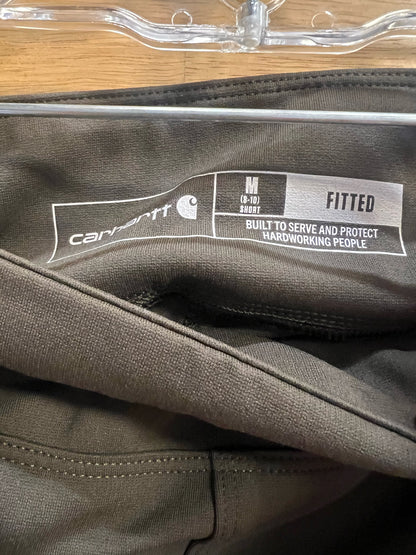 carhartt
M
(8-10)
SHORT
FITTED
BUILT TO SERVE AND PROTECT
HARDWORKING PEOPLE